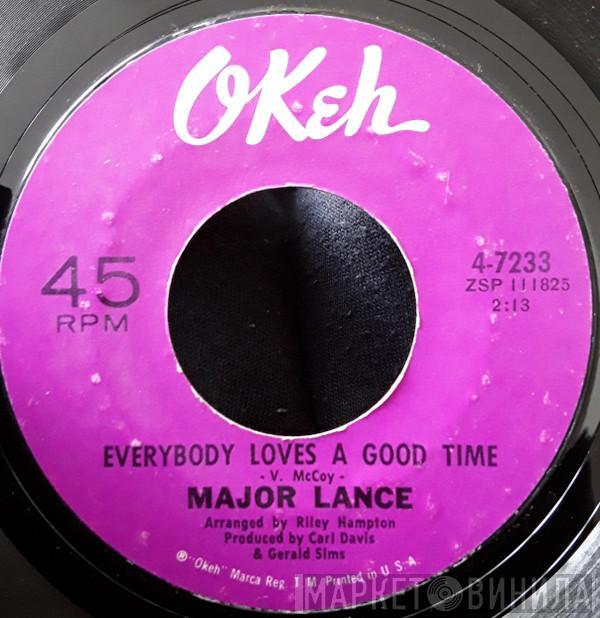 OKeh
45
RPM
4-7233
ZSP 111825
2:13
EVERYBODY LOVES A GOOD TIME
- V. McCoy -
MAJOR LANCE
Arranged by Riley Hampton
Produced by Carl Davis
& Gerald Sims
® "Okeh" Marca Reg. T M Printed in U S A
МАРКЕТ ВИНИЛА